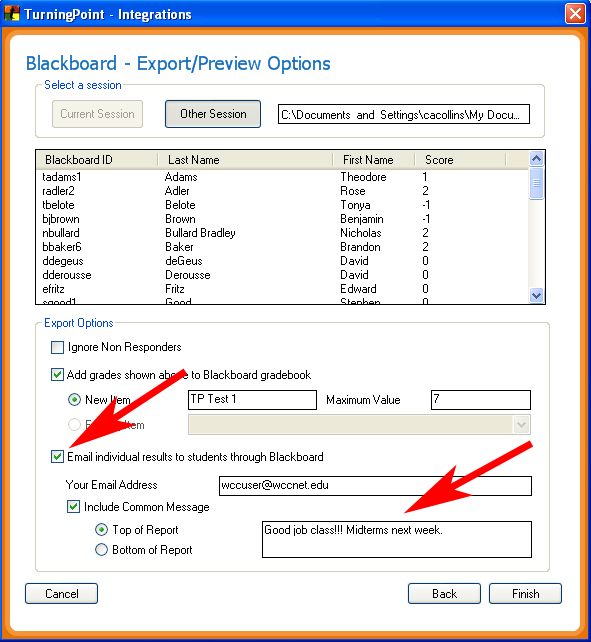 TurningPoint - Integrations
Blackboard - Export/Preview Options
Select a session
Current Session Other Session C:\Documents and Settings\cacollins\My Docu...
Blackboard ID Last Name First Name Score
tadams1 Adams Theodore 1
radler2 Adler Rose 2
tbelote Belote Tonya -1
bjbrown Brown Benjamin -1
nbullard Bullard Bradley Nicholas 2
bbaker6 Baker Brandon 2
ddegeus deGeus David 0
dderousse Derousse David 0
efritz Fritz Edward 0
sgood1 Good Stephen
Export Options
Ignore Non Responders
Add grades shown above to Blackboard gradebook
New Item TP Test 1 Maximum Value 7
Item
Email individual results to students through Blackboard
Your Email Address wccuser@wccnet.edu
Include Common Message
Top of Report Good job class!!! Midterms next week.
Bottom of Report
Cancel Back Finish